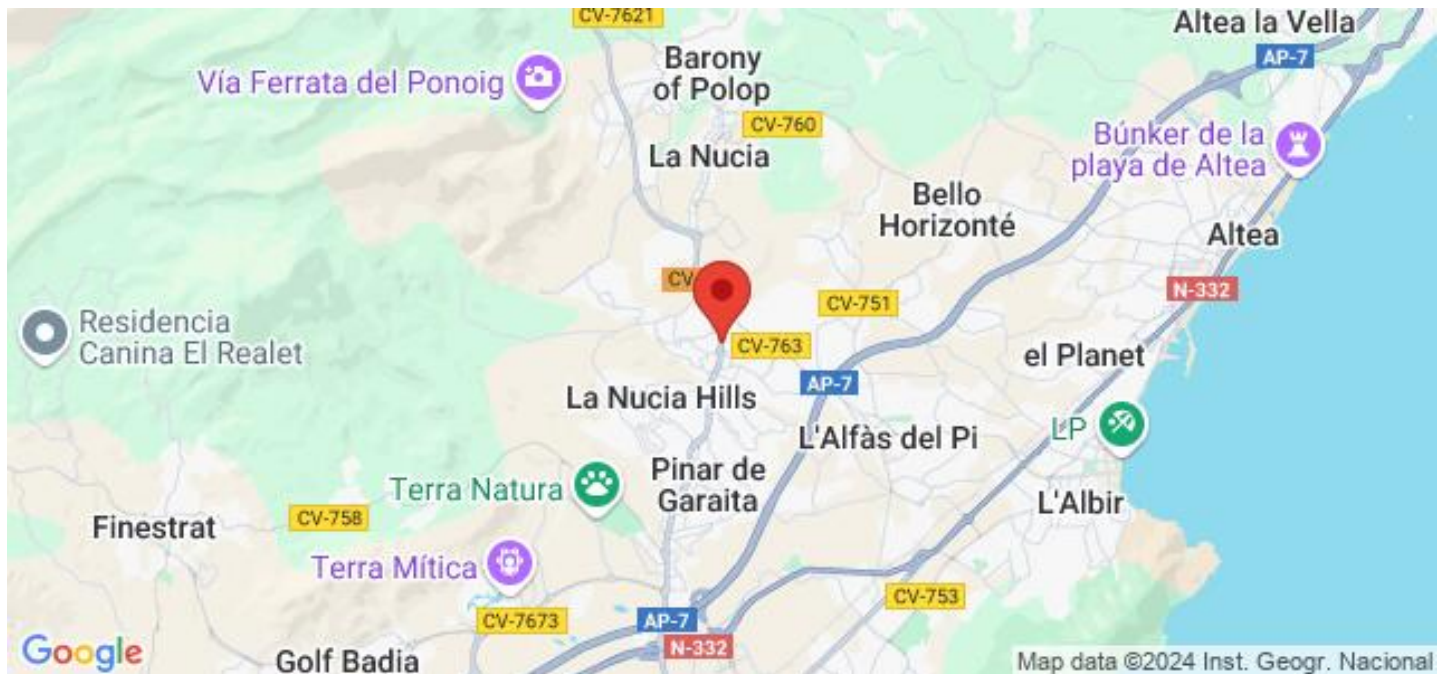 CV-7621
Altea la Vella
AP-7
Barony
of Polop
Vía Ferrata del Ponoig
CV-760
Búnker de la
playa de Altea
La Nucia
Bello
Horizonté
Altea
CV
N-332
CV-751
Residencia
Canina El Realet
CV-763
el Planet
AP-7
La Nucia Hills
LP
L'Alfàs del Pi
Pinar de
Garaita
Terra Natura
L'Albir
CV-758
Finestrat
Terra Mítica
CV-753
CV-7673
AP-7
N-332
Google
Golf Badia
Map data ©2024 Inst. Geogr. Nacional